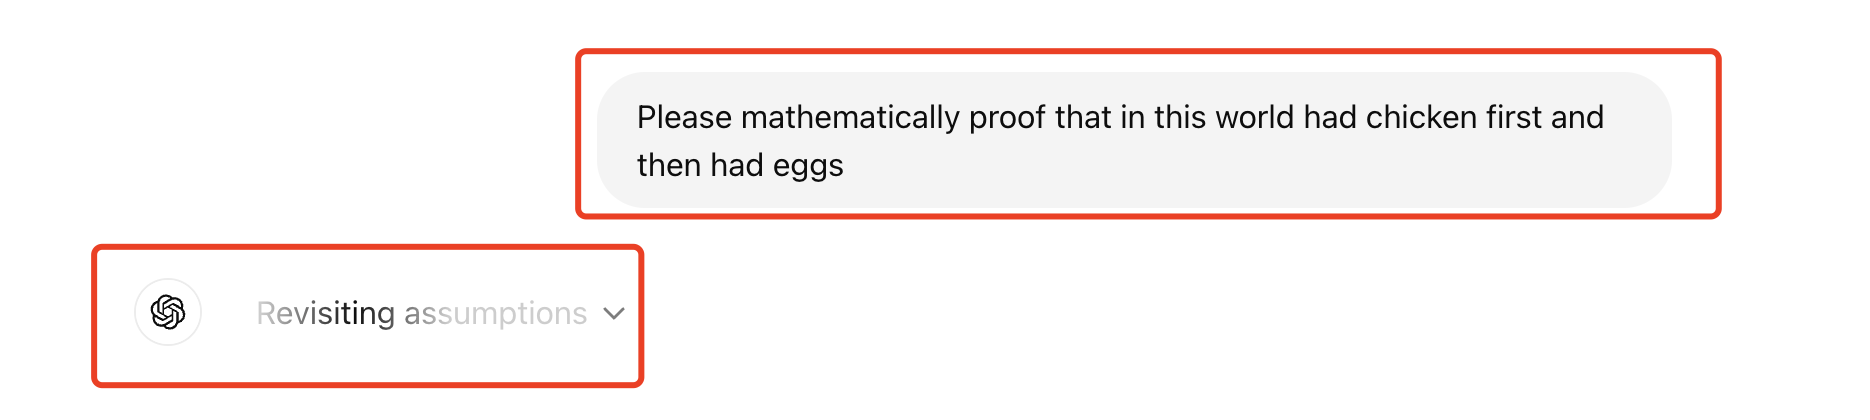 Please mathematically proof that in this world had chicken first and
then had eggs
Revisiting assumptions